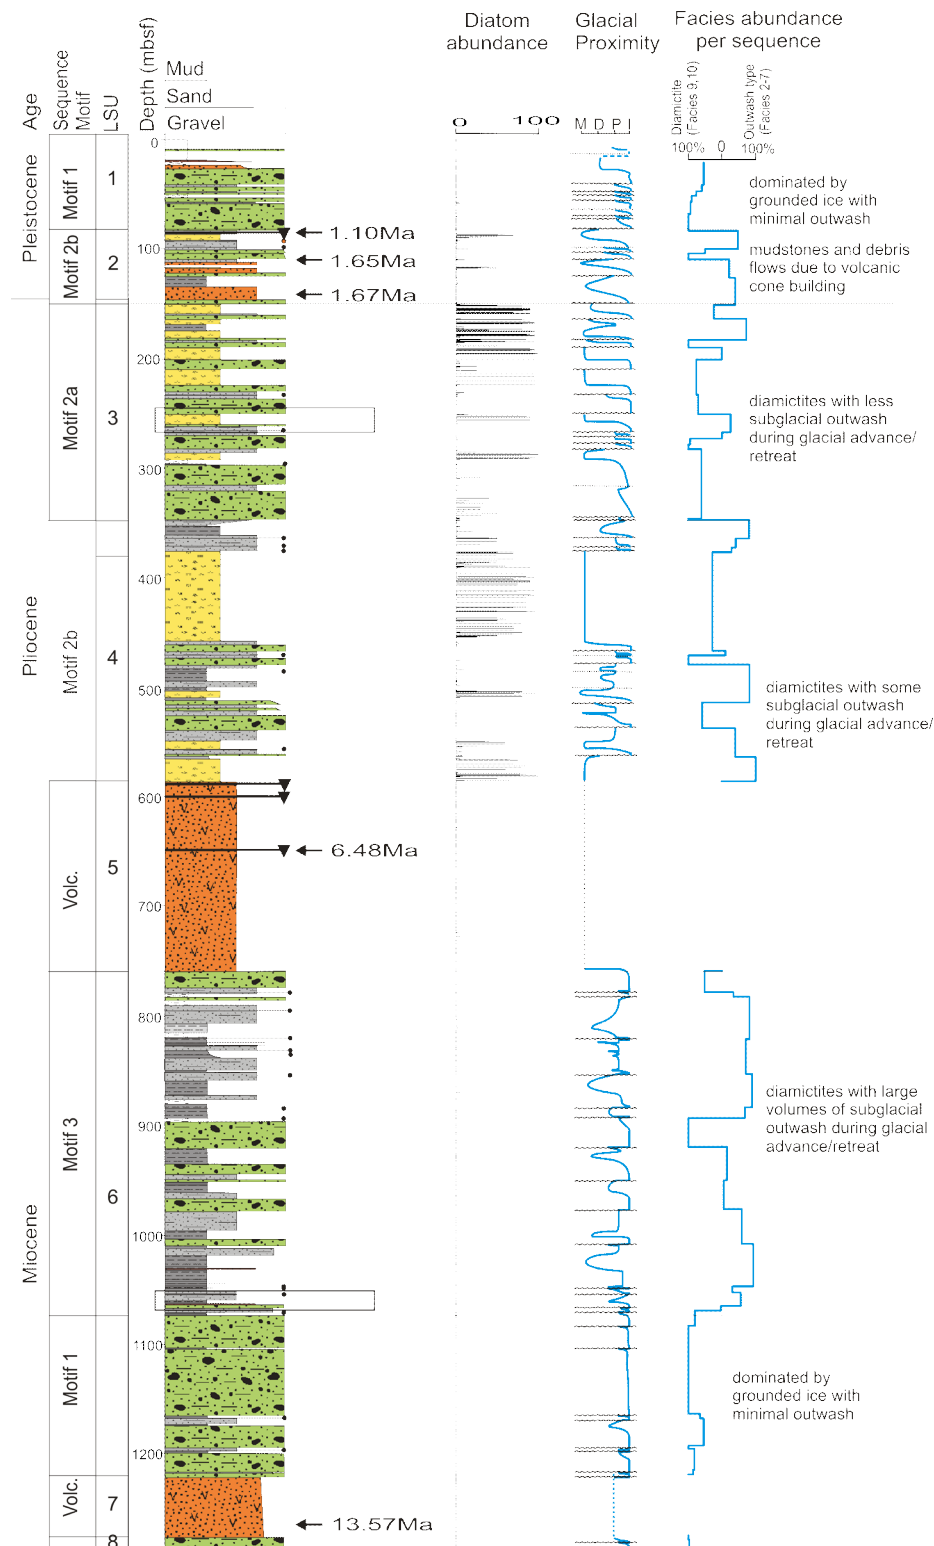 Diatom
abundance
Glacial
Proximity
Facies abundance
per sequence
Age
Sequence
Motif
LSU
Depth (mbsf)
Mud
Sand
Gravel
0
100
M D P I
Diamictite
(Facies 9,10)
Outwash type
(Facies 2-7)
100%
0
100%
Pleistocene
Pliocene
Miocene
Motif 1
Motif 2b
Motif 2a
Motif 2b
Volc.
Motif 3
Motif 1
Volc.
1
2
3
4
5
6
7
8
0
100
200
300
400
500
600
700
800
900
1000
1100
1200
1.10Ma
1.65Ma
1.67Ma
6.48Ma
13.57Ma
dominated by
grounded ice with
minimal outwash
mudstones and debris
flows due to volcanic
cone building
diamictites with less
subglacial outwash
during glacial advance/
retreat
diamictites with some
subglacial outwash
during glacial advance/
retreat
diamictites with large
volumes of subglacial
outwash during glacial
advance/retreat
dominated by
grounded ice with
minimal outwash